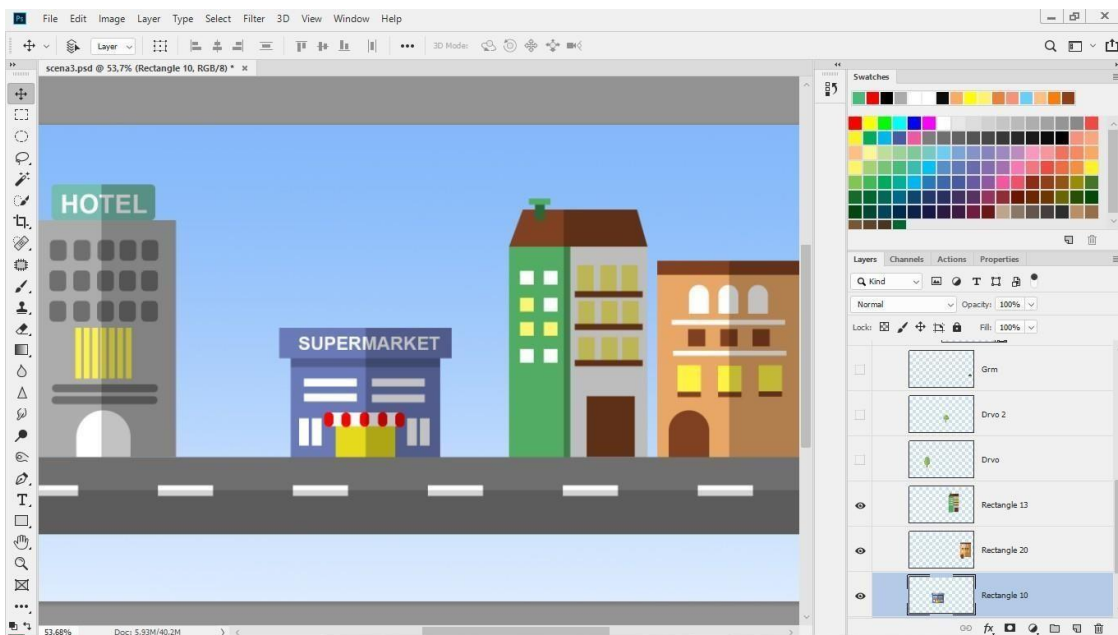 Ps File Edit Image Layer Type Select Filter 3D View Window Help
Layer 3D Mode:
scena3.psd @ 53,7% (Rectangle 10, RGB/8) *
HOTEL
SUPERMARKET
53.68% Doc: 5.93M/40.2M
Swatches
Layers Channels Actions Properties
Kind
Normal Opacity: 100%
Lock: Fill: 100%
Grm
Drvo 2
Drvo
Rectangle 13
Rectangle 20
Rectangle 10
fx